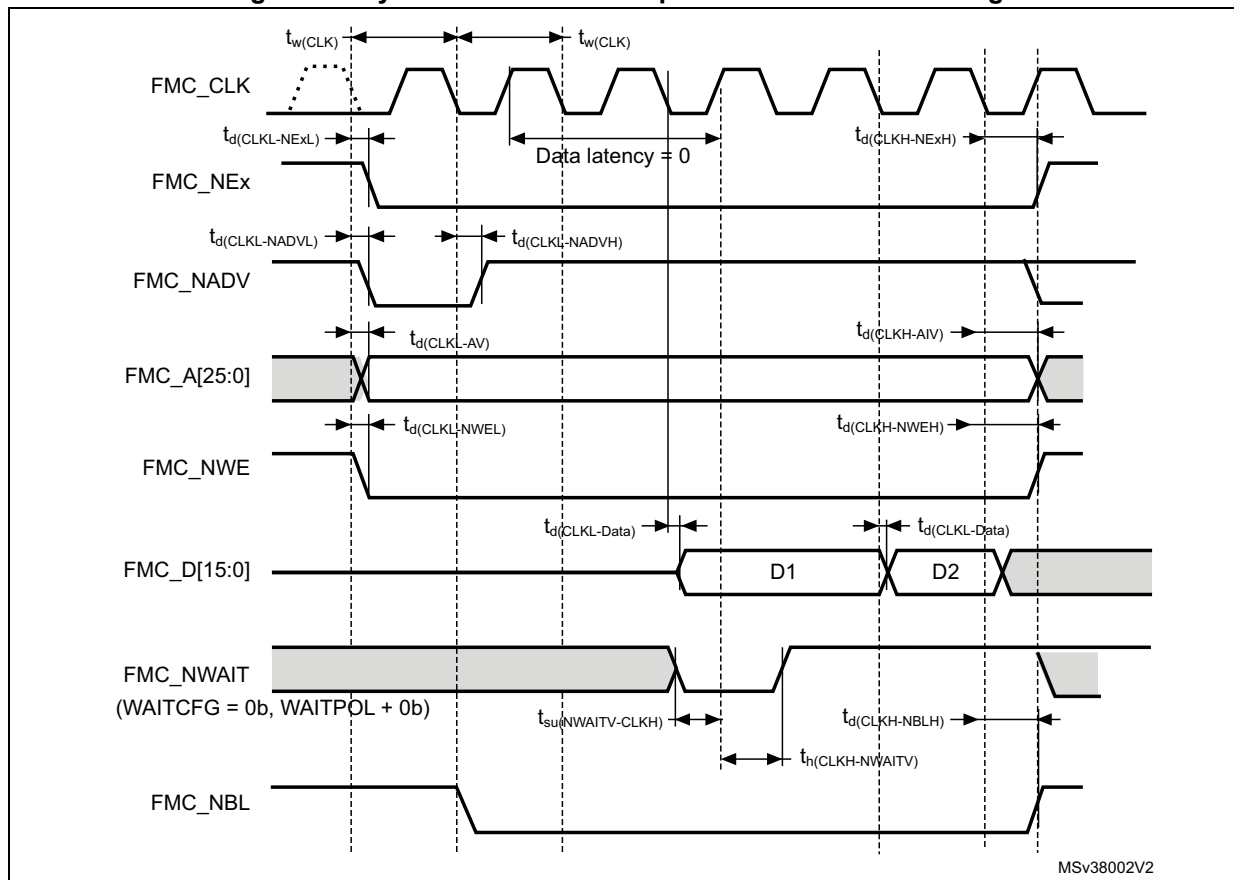 tw(CLK) tw(CLK)
FMC_CLK
td(CLKL-NExL) Data latency = 0 td(CLKH-NExH)
FMC_NEx
td(CLKL-NADVL) td(CLKL-NADVH)
FMC_NADV
td(CLKL-AV) td(CLKH-AIV)
FMC_A[25:0]
td(CLKL-NWEL) td(CLKH-NWEH)
FMC_NWE
td(CLKL-Data) td(CLKL-Data)
FMC_D[15:0] D1 D2
FMC_NWAIT
(WAITCFG = 0b, WAITPOL + 0b)
tsu(NWAITV-CLKH) td(CLKH-NBLH)
th(CLKH-NWAITV)
FMC_NBL
MSv38002V2